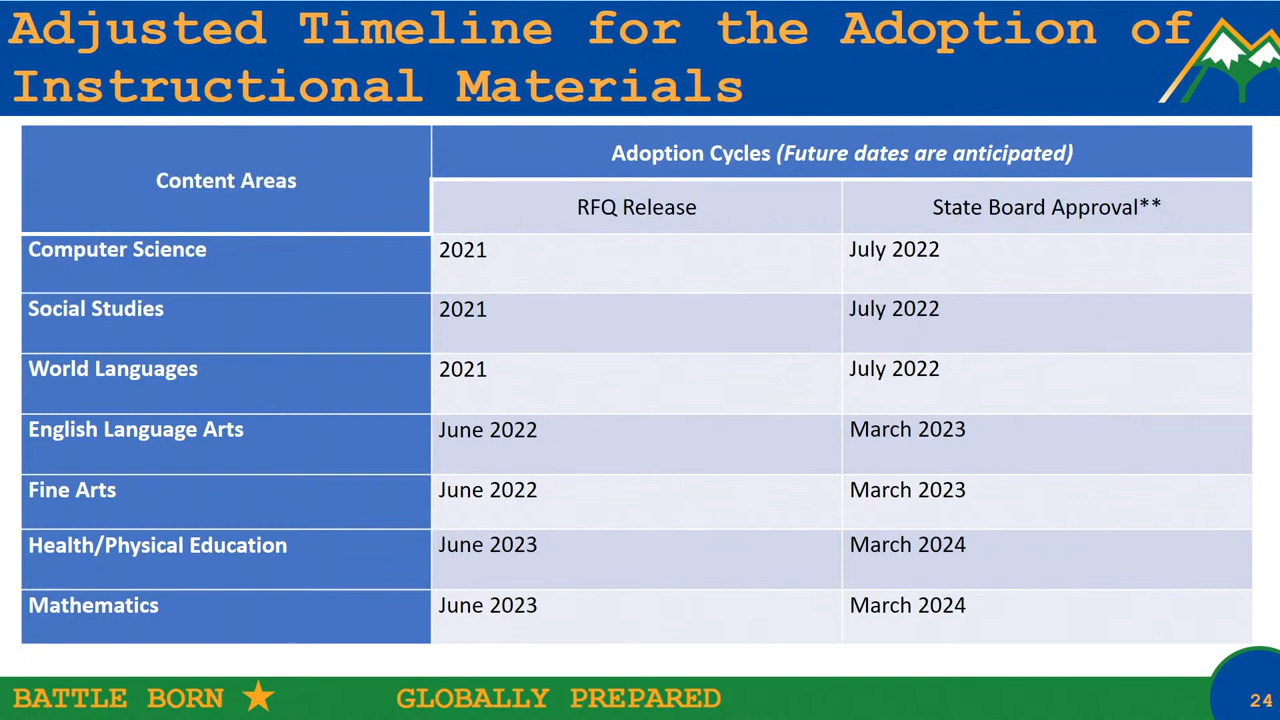 Adjusted Timeline for the Adoption of
Instructional Materials
Content Areas
Adoption Cycles (Future dates are anticipated)
RFQ Release State Board Approval**
Computer Science 2021 July 2022
Social Studies 2021 July 2022
World Languages 2021 July 2022
English Language Arts June 2022 March 2023
Fine Arts June 2022 March 2023
Health/Physical Education June 2023 March 2024
Mathematics June 2023 March 2024
BATTLE BORN GLOBALLY PREPARED 24